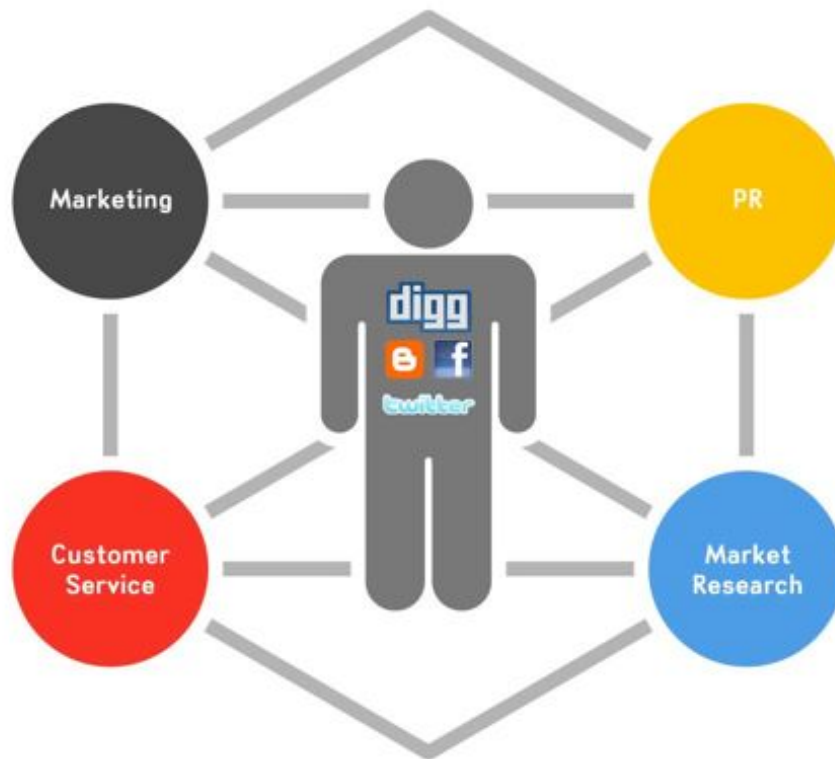 Marketing
PR
digg
f
twitter
Customer
Service
Market
Research